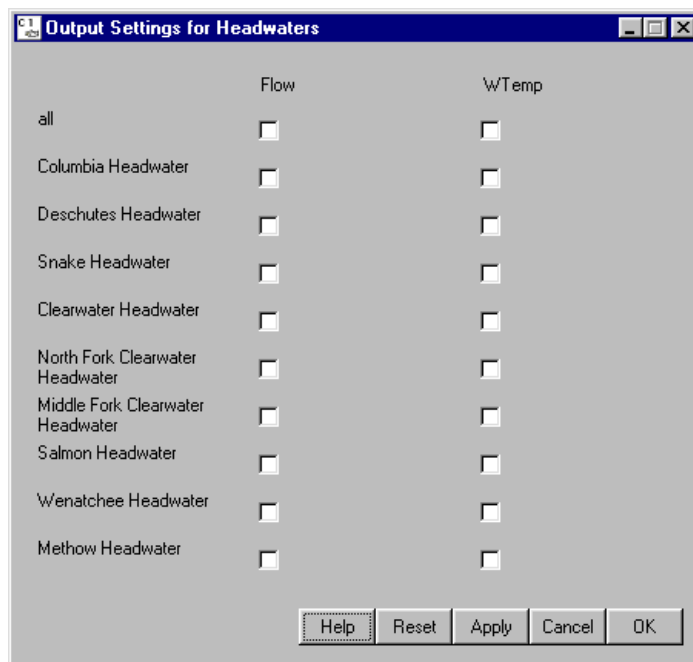 C 1
Output Settings for Headwaters
Flow WTemp
all
Columbia Headwater
Deschutes Headwater
Snake Headwater
Clearwater Headwater
North Fork Clearwater
Headwater
Middle Fork Clearwater
Headwater
Salmon Headwater
Wenatchee Headwater
Methow Headwater
Help Reset Apply Cancel OK